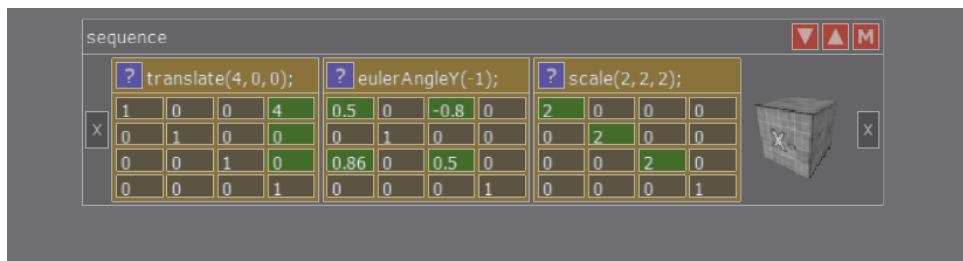 sequence
M
? translate(4, 0, 0); ? eulerAngleY(-1); ? scale(2, 2, 2);
1 0 0 4 0.5 0 -0.8 0 2 0 0 0
X 0 1 0 0 0 1 0 0 0 2 0 0 X X
0 0 1 0 0.86 0 0.5 0 0 0 2 0
0 0 0 1 0 0 0 1 0 0 0 1